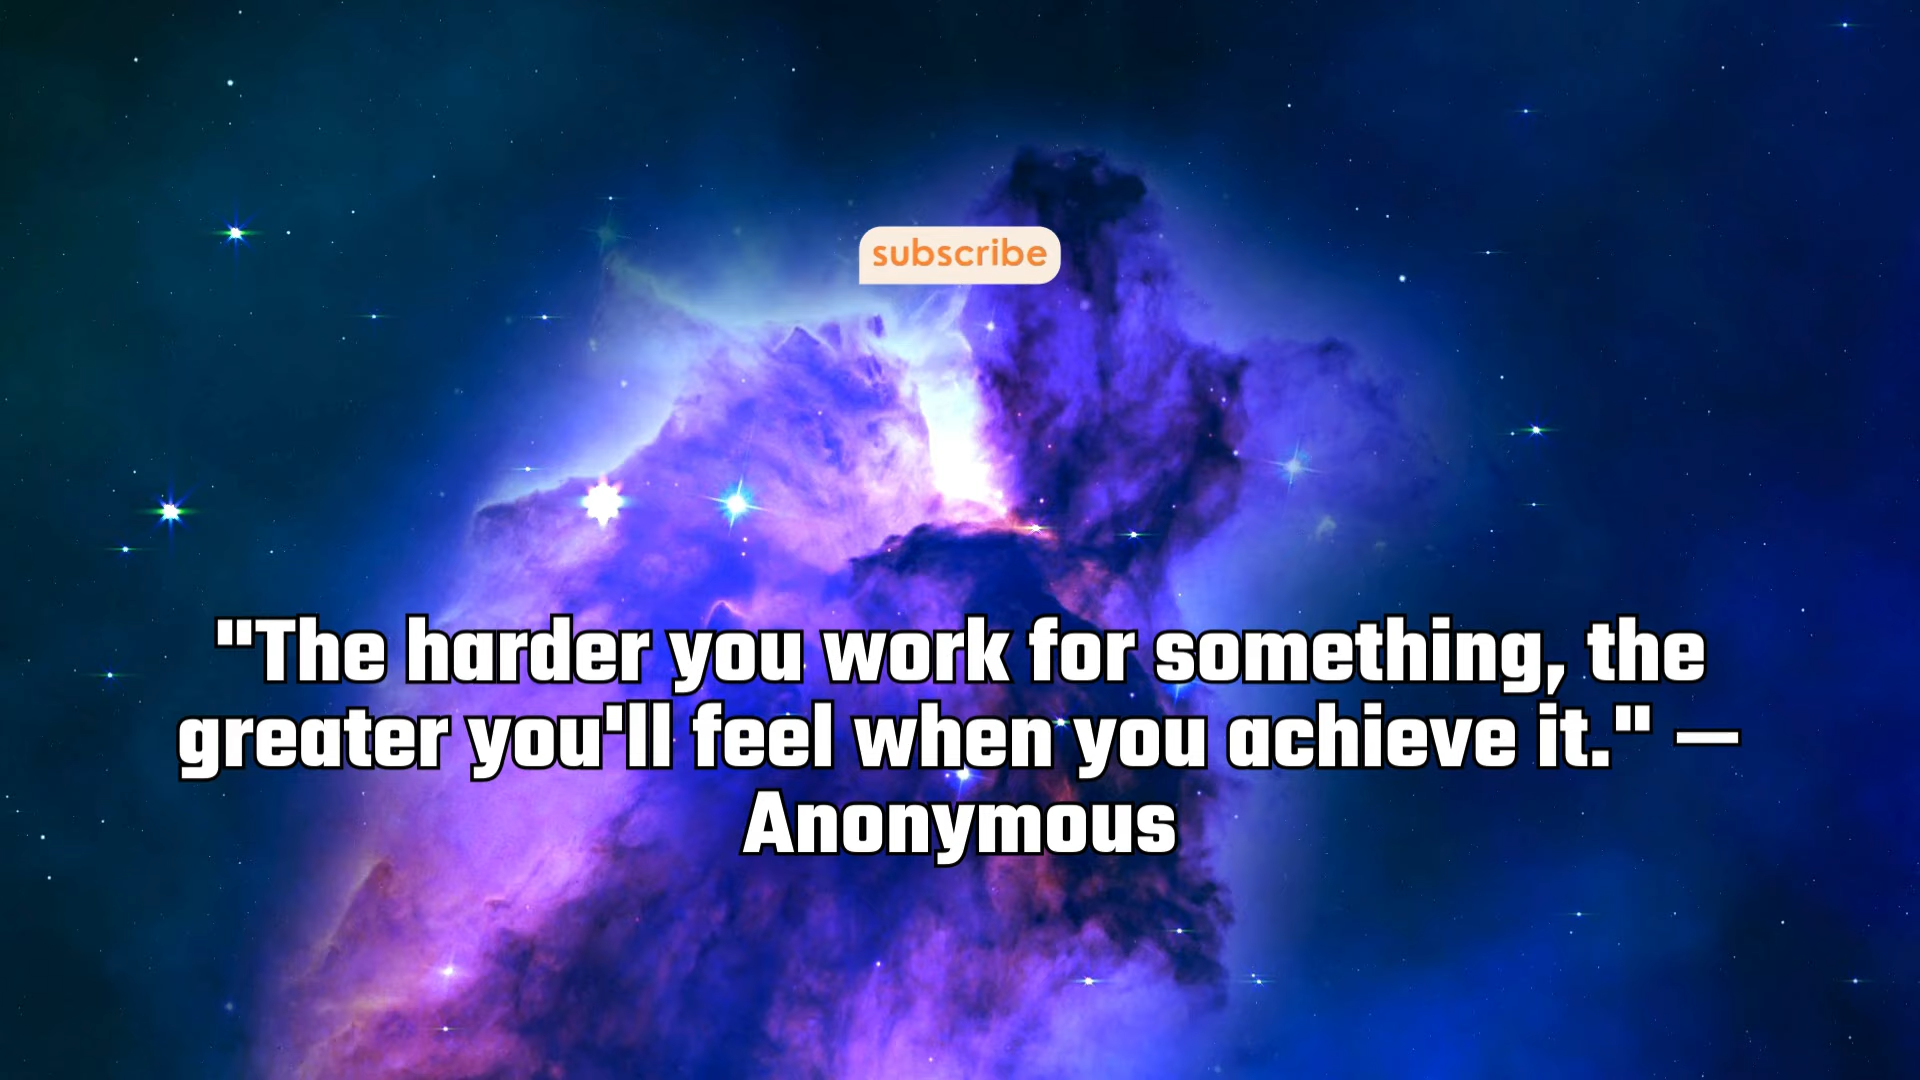 subscribe
"The harder you work for something, the
greater you'll feel when you achieve it." —
Anonymous